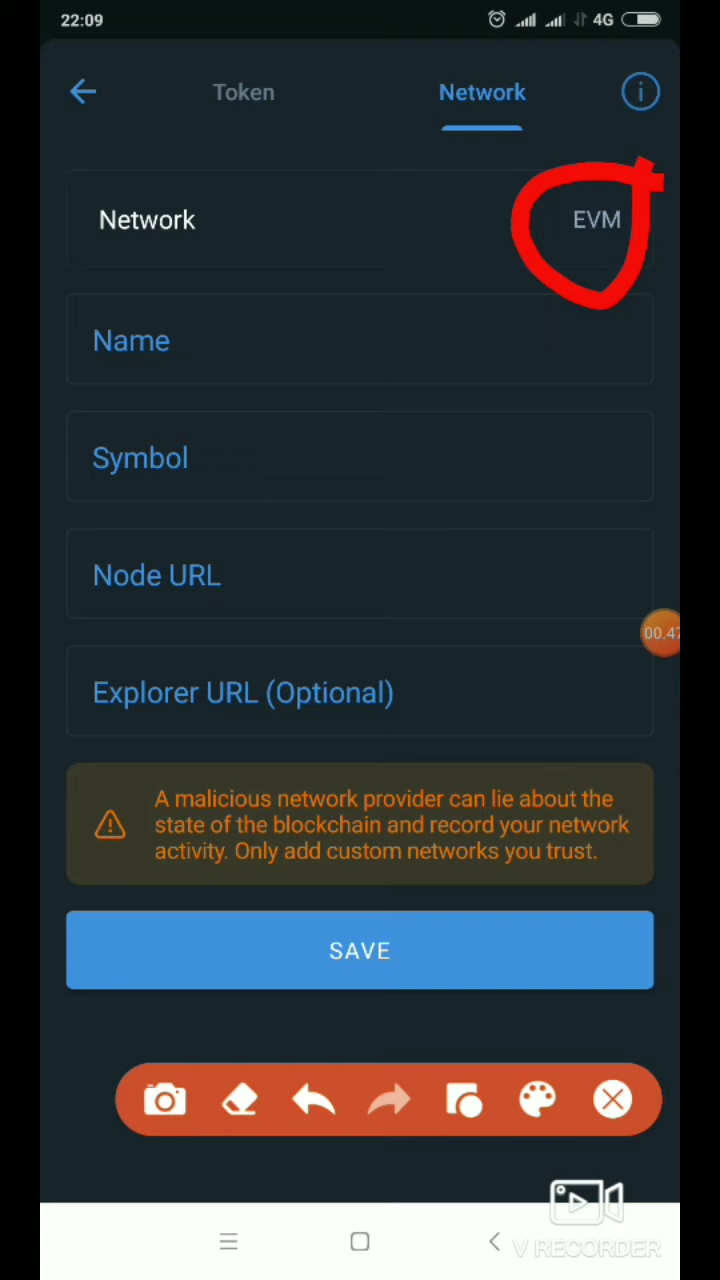 22:09
4G
Token
Network
Network
EVM
Name
Symbol
Node URL
00.47
Explorer URL (Optional)
A malicious network provider can lie about the
state of the blockchain and record your network
activity. Only add custom networks you trust.
SAVE
V RECORDER